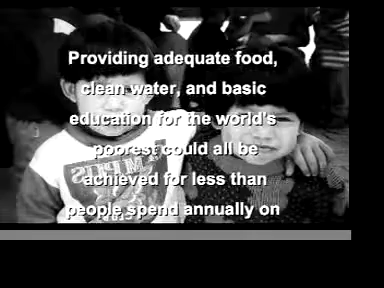 Providing adequate food,
clean water, and basic
education for the world's
poorest could all be
achieved for less than
people spend annually on